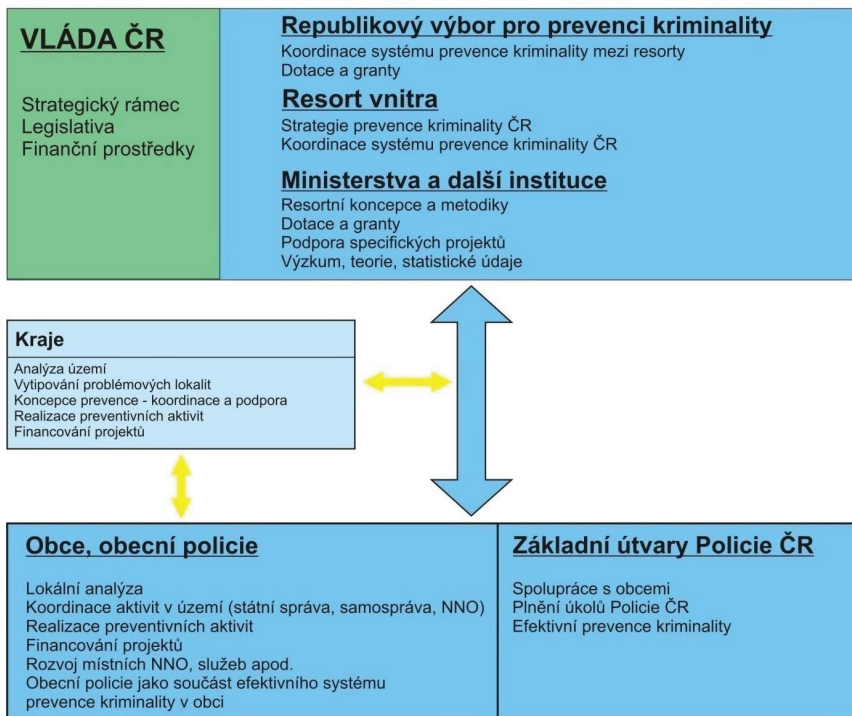 VLÁDA ČR
Strategický rámec
Legislativa
Finanční prostředky
Republikový výbor pro prevenci kriminality
Koordinace systému prevence kriminality mezi resorty
Dotace a granty
Resort vnitra
Strategie prevence kriminality ČR
Koordinace systému prevence kriminality ČR
Ministerstva a další instituce
Resortní koncepce a metodiky
Dotace a granty
Podpora specifických projektů
Výzkum, teorie, statistické údaje
Kraje
Analýza území
Vytipování problémových lokalit
Koncepce prevence - koordinace a podpora
Realizace preventivních aktivit
Financování projektů
Obce, obecní policie
Lokální analýza
Koordinace aktivit v území (státní správa, samospráva, NNO)
Realizace preventivních aktivit
Financování projektů
Rozvoj místních NNO, služeb apod.
Obecní policie jako součást efektivního systému
prevence kriminality v obci
Základní útvary Policie ČR
Spolupráce s obcemi
Plnění úkolů Policie ČR
Efektivní prevence kriminality